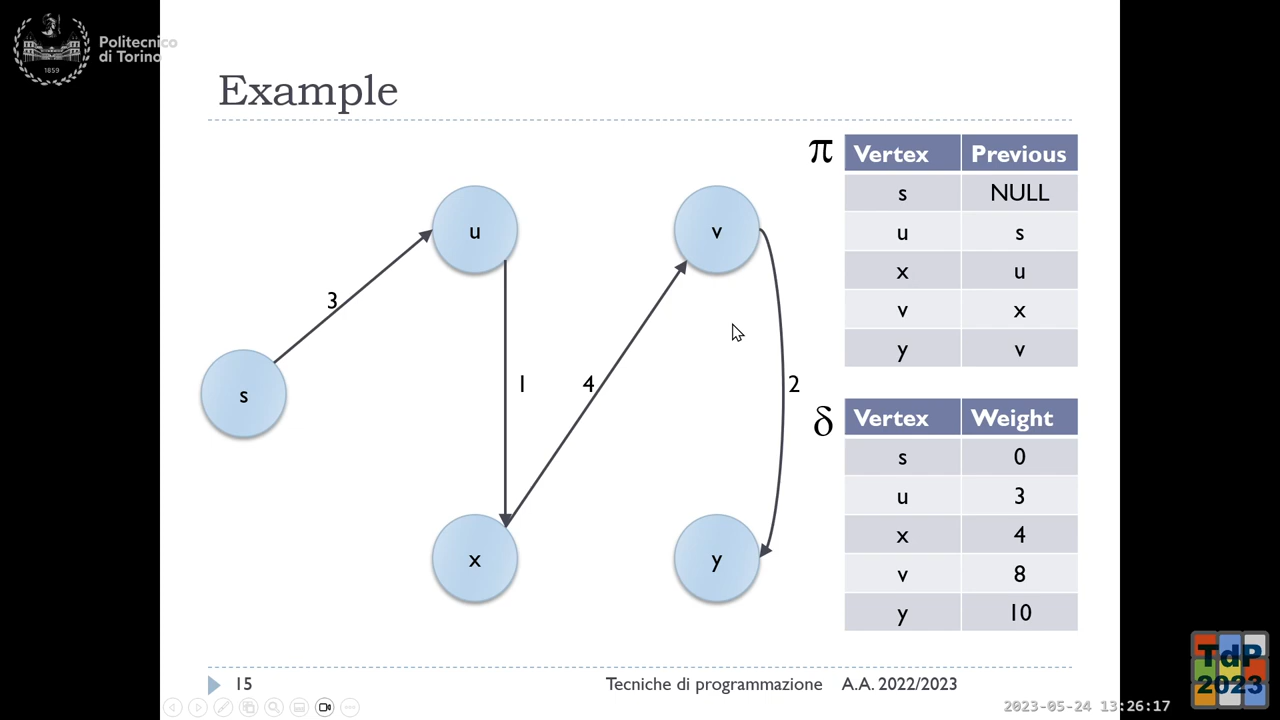 Politecnico
di Torino
1859
Example
π
Vertex Previous
s NULL
u s
x u
v x
y v
u
v
3
s
1
4
2
x
y
δ
Vertex Weight
s 0
u 3
x 4
v 8
y 10
15
Tecniche di programmazione A.A. 2022/2023
TdP
2023
2023-05-24 13:26:17